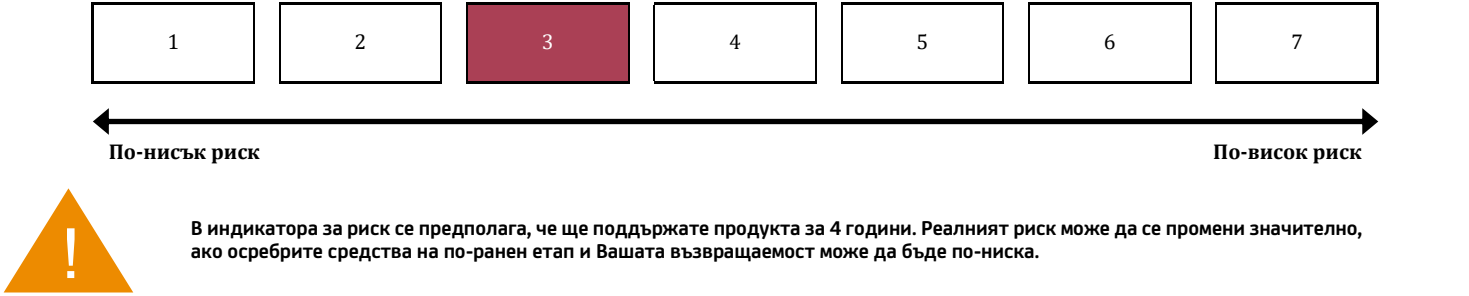 1 2 3 4 5 6 7
По-нисък риск По-висок риск
В индикатора за риск се предполага, че ще поддържате продукта за 4 години. Реалният риск може да се промени значително,
ако осребрите средства на по-ранен етап и Вашата възвращаемост може да бъде по-ниска.
!